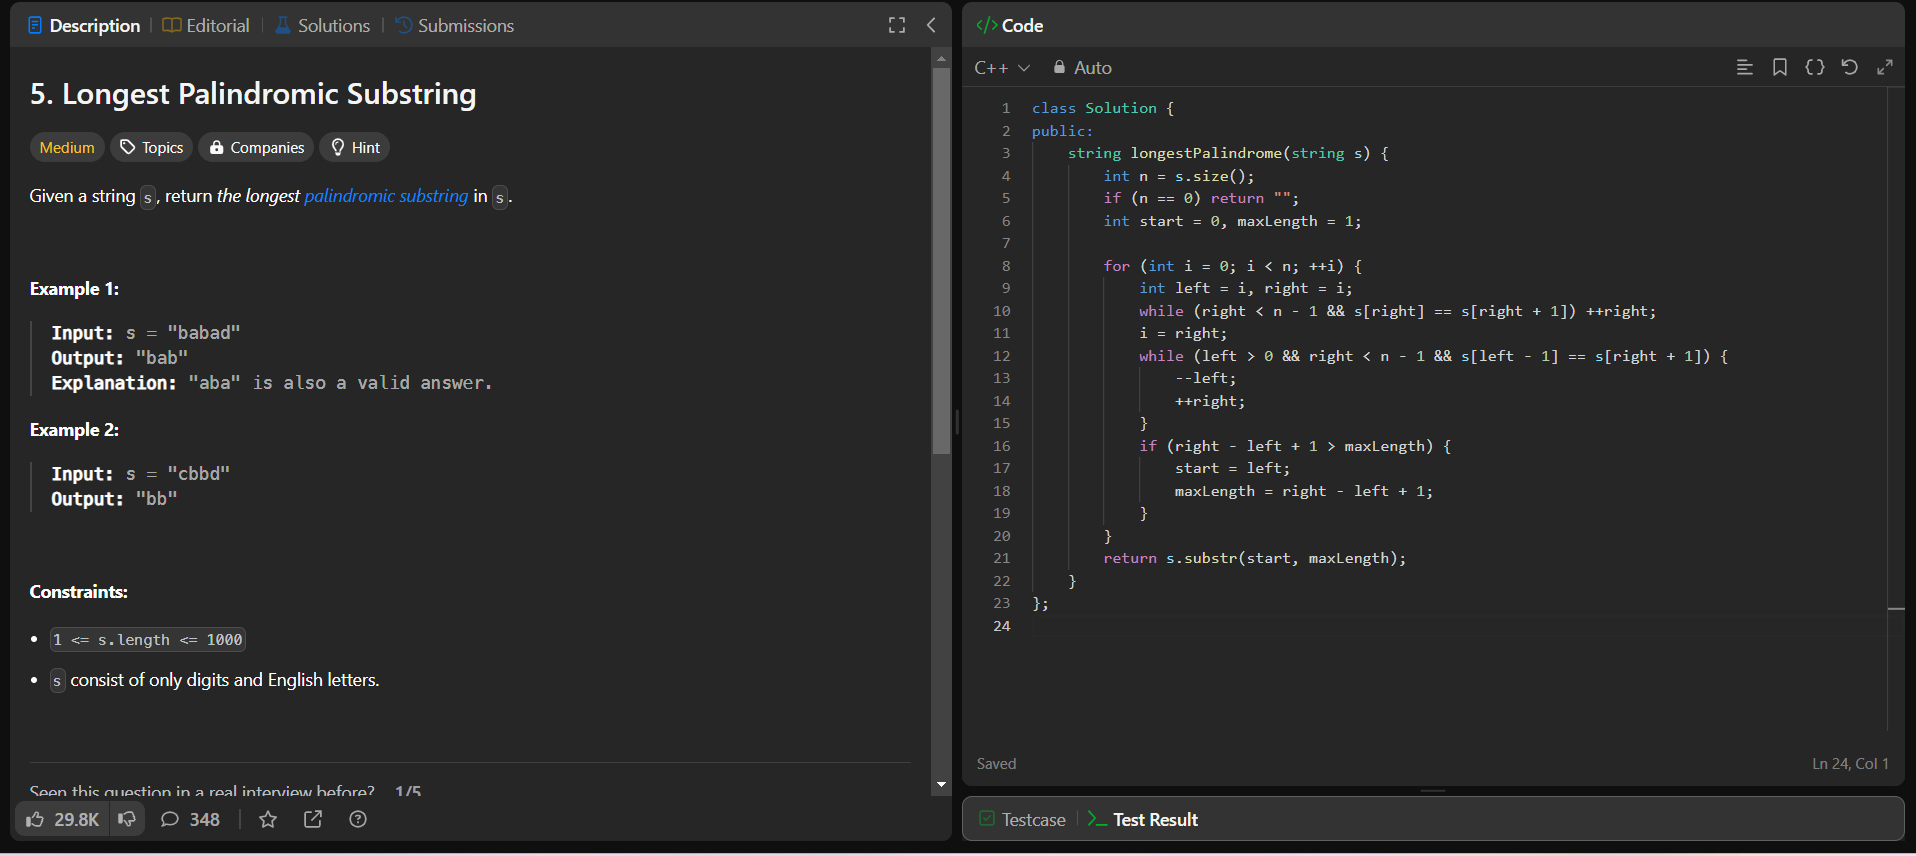 Description | Editorial | Solutions | Submissions
5. Longest Palindromic Substring
Medium Topics Companies Hint
Given a string s, return the longest palindromic substring in s.
Example 1:
Input: s = "babad"
Output: "bab"
Explanation: "aba" is also a valid answer.
Example 2:
Input: s = "cbbd"
Output: "bb"
Constraints:
• 1 <= s.length <= 1000
• s consist of only digits and English letters.
Seen this question in a real interview before? 1/5
29.8K 348
</> Code
C++ Auto
1 class Solution {
2 public:
3     string longestPalindrome(string s) {
4         int n = s.size();
5         if (n == 0) return "";
6         int start = 0, maxLength = 1;
7
8         for (int i = 0; i < n; ++i) {
9             int left = i, right = i;
10             while (right < n - 1 && s[right] == s[right + 1]) ++right;
11             i = right;
12             while (left > 0 && right < n - 1 && s[left - 1] == s[right + 1]) {
13                 --left;
14                 ++right;
15             }
16             if (right - left + 1 > maxLength) {
17                 start = left;
18                 maxLength = right - left + 1;
19             }
20         }
21         return s.substr(start, maxLength);
22     }
23 };
24
Saved Ln 24, Col 1
Testcase | >_ Test Result